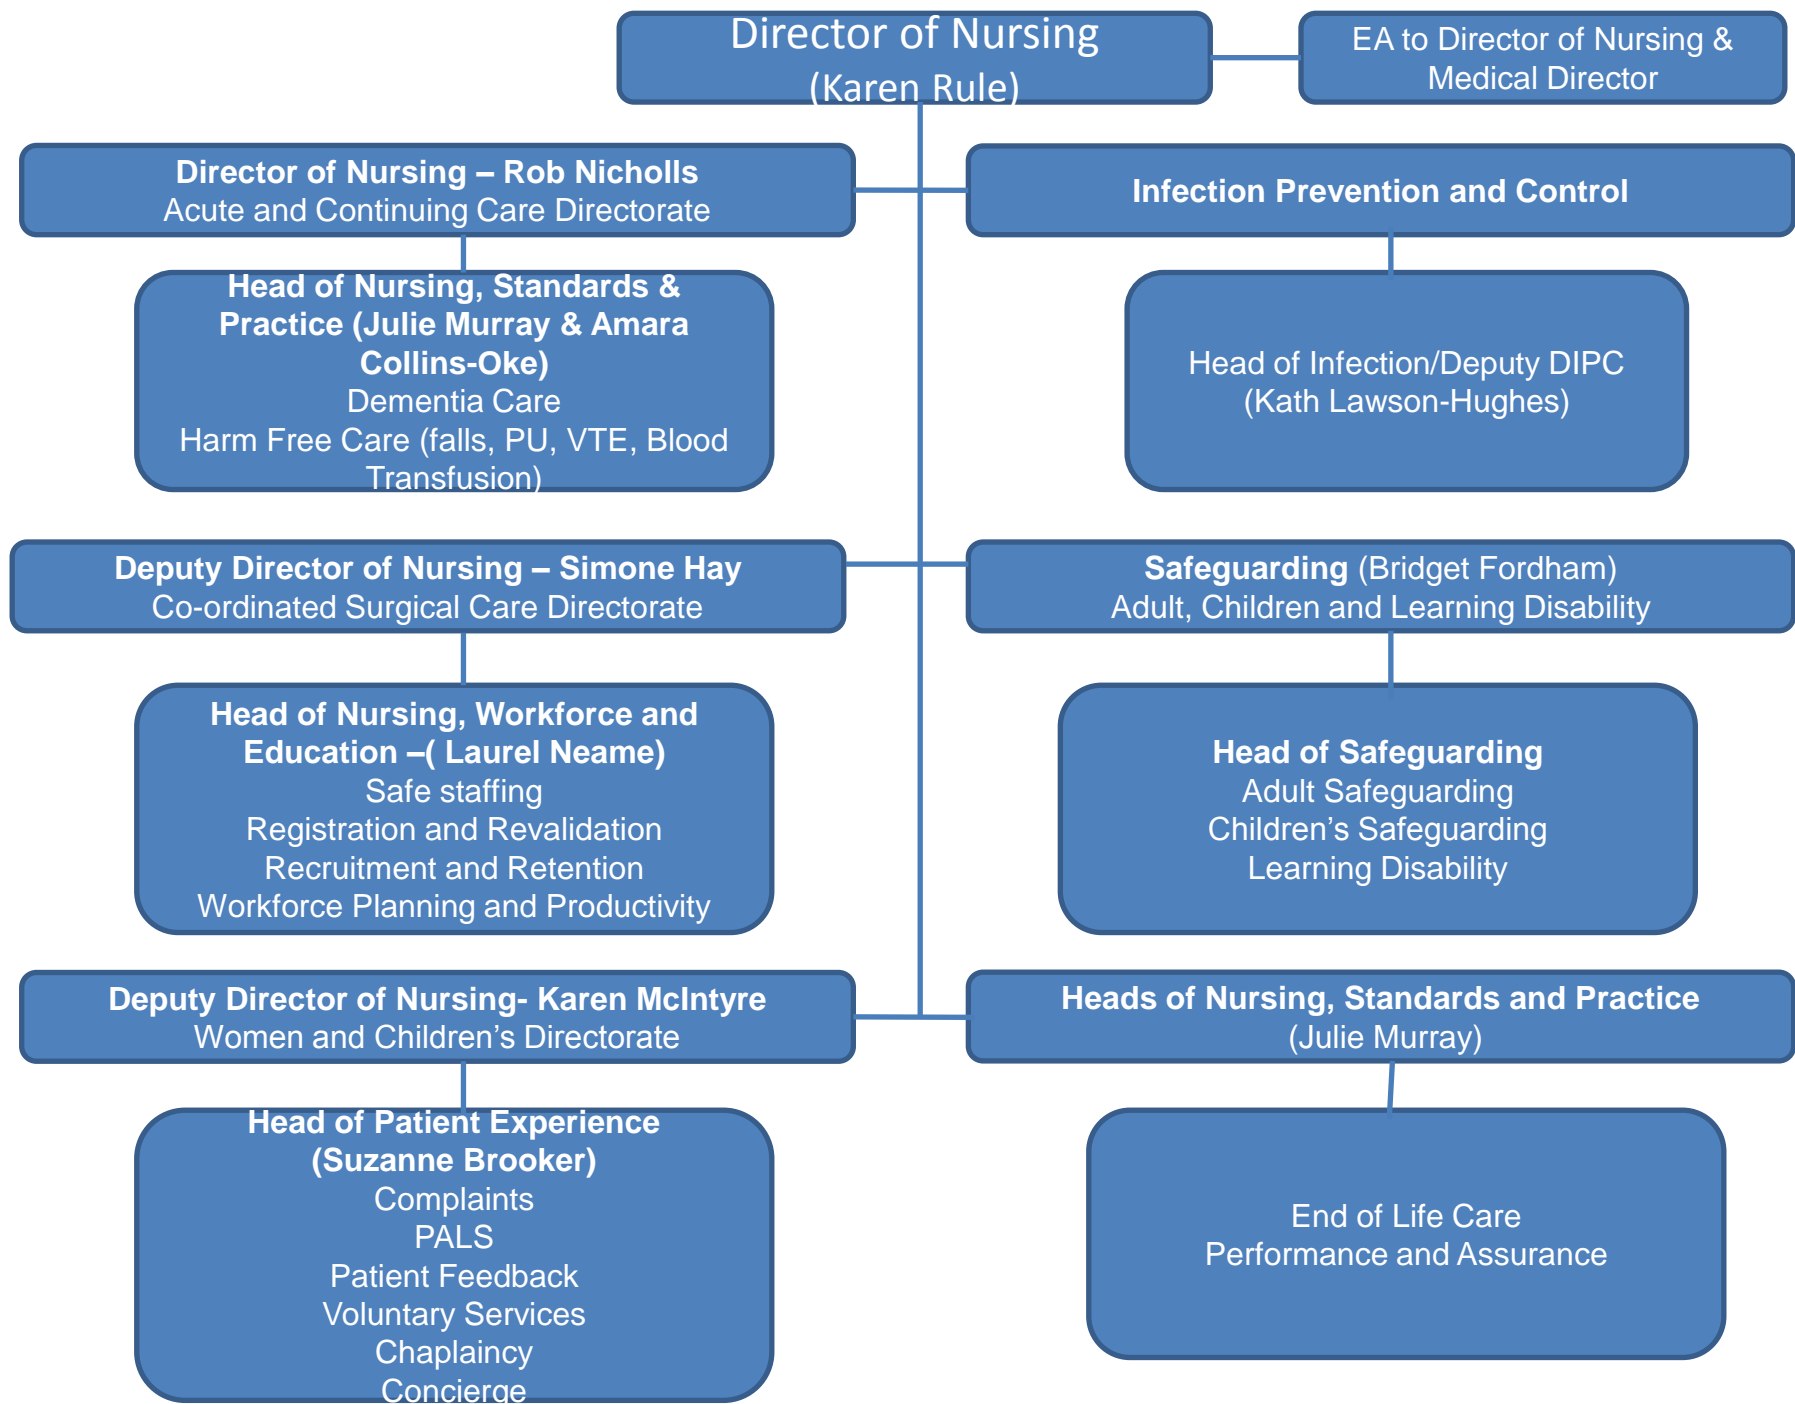 Director of Nursing
(Karen Rule)
EA to Director of Nursing &
Medical Director
Director of Nursing – Rob Nicholls
Acute and Continuing Care Directorate
Infection Prevention and Control
Head of Nursing, Standards &
Practice (Julie Murray & Amara
Collins-Oke)
Dementia Care
Harm Free Care (falls, PU, VTE, Blood
Transfusion)
Head of Infection/Deputy DIPC
(Kath Lawson-Hughes)
Deputy Director of Nursing – Simone Hay
Co-ordinated Surgical Care Directorate
Safeguarding (Bridget Fordham)
Adult, Children and Learning Disability
Head of Nursing, Workforce and
Education –( Laurel Neame)
Safe staffing
Registration and Revalidation
Recruitment and Retention
Workforce Planning and Productivity
Head of Safeguarding
Adult Safeguarding
Children’s Safeguarding
Learning Disability
Deputy Director of Nursing- Karen McIntyre
Women and Children’s Directorate
Heads of Nursing, Standards and Practice
(Julie Murray)
Head of Patient Experience
(Suzanne Brooker)
Complaints
PALS
Patient Feedback
Voluntary Services
Chaplaincy
Concierge
End of Life Care
Performance and Assurance